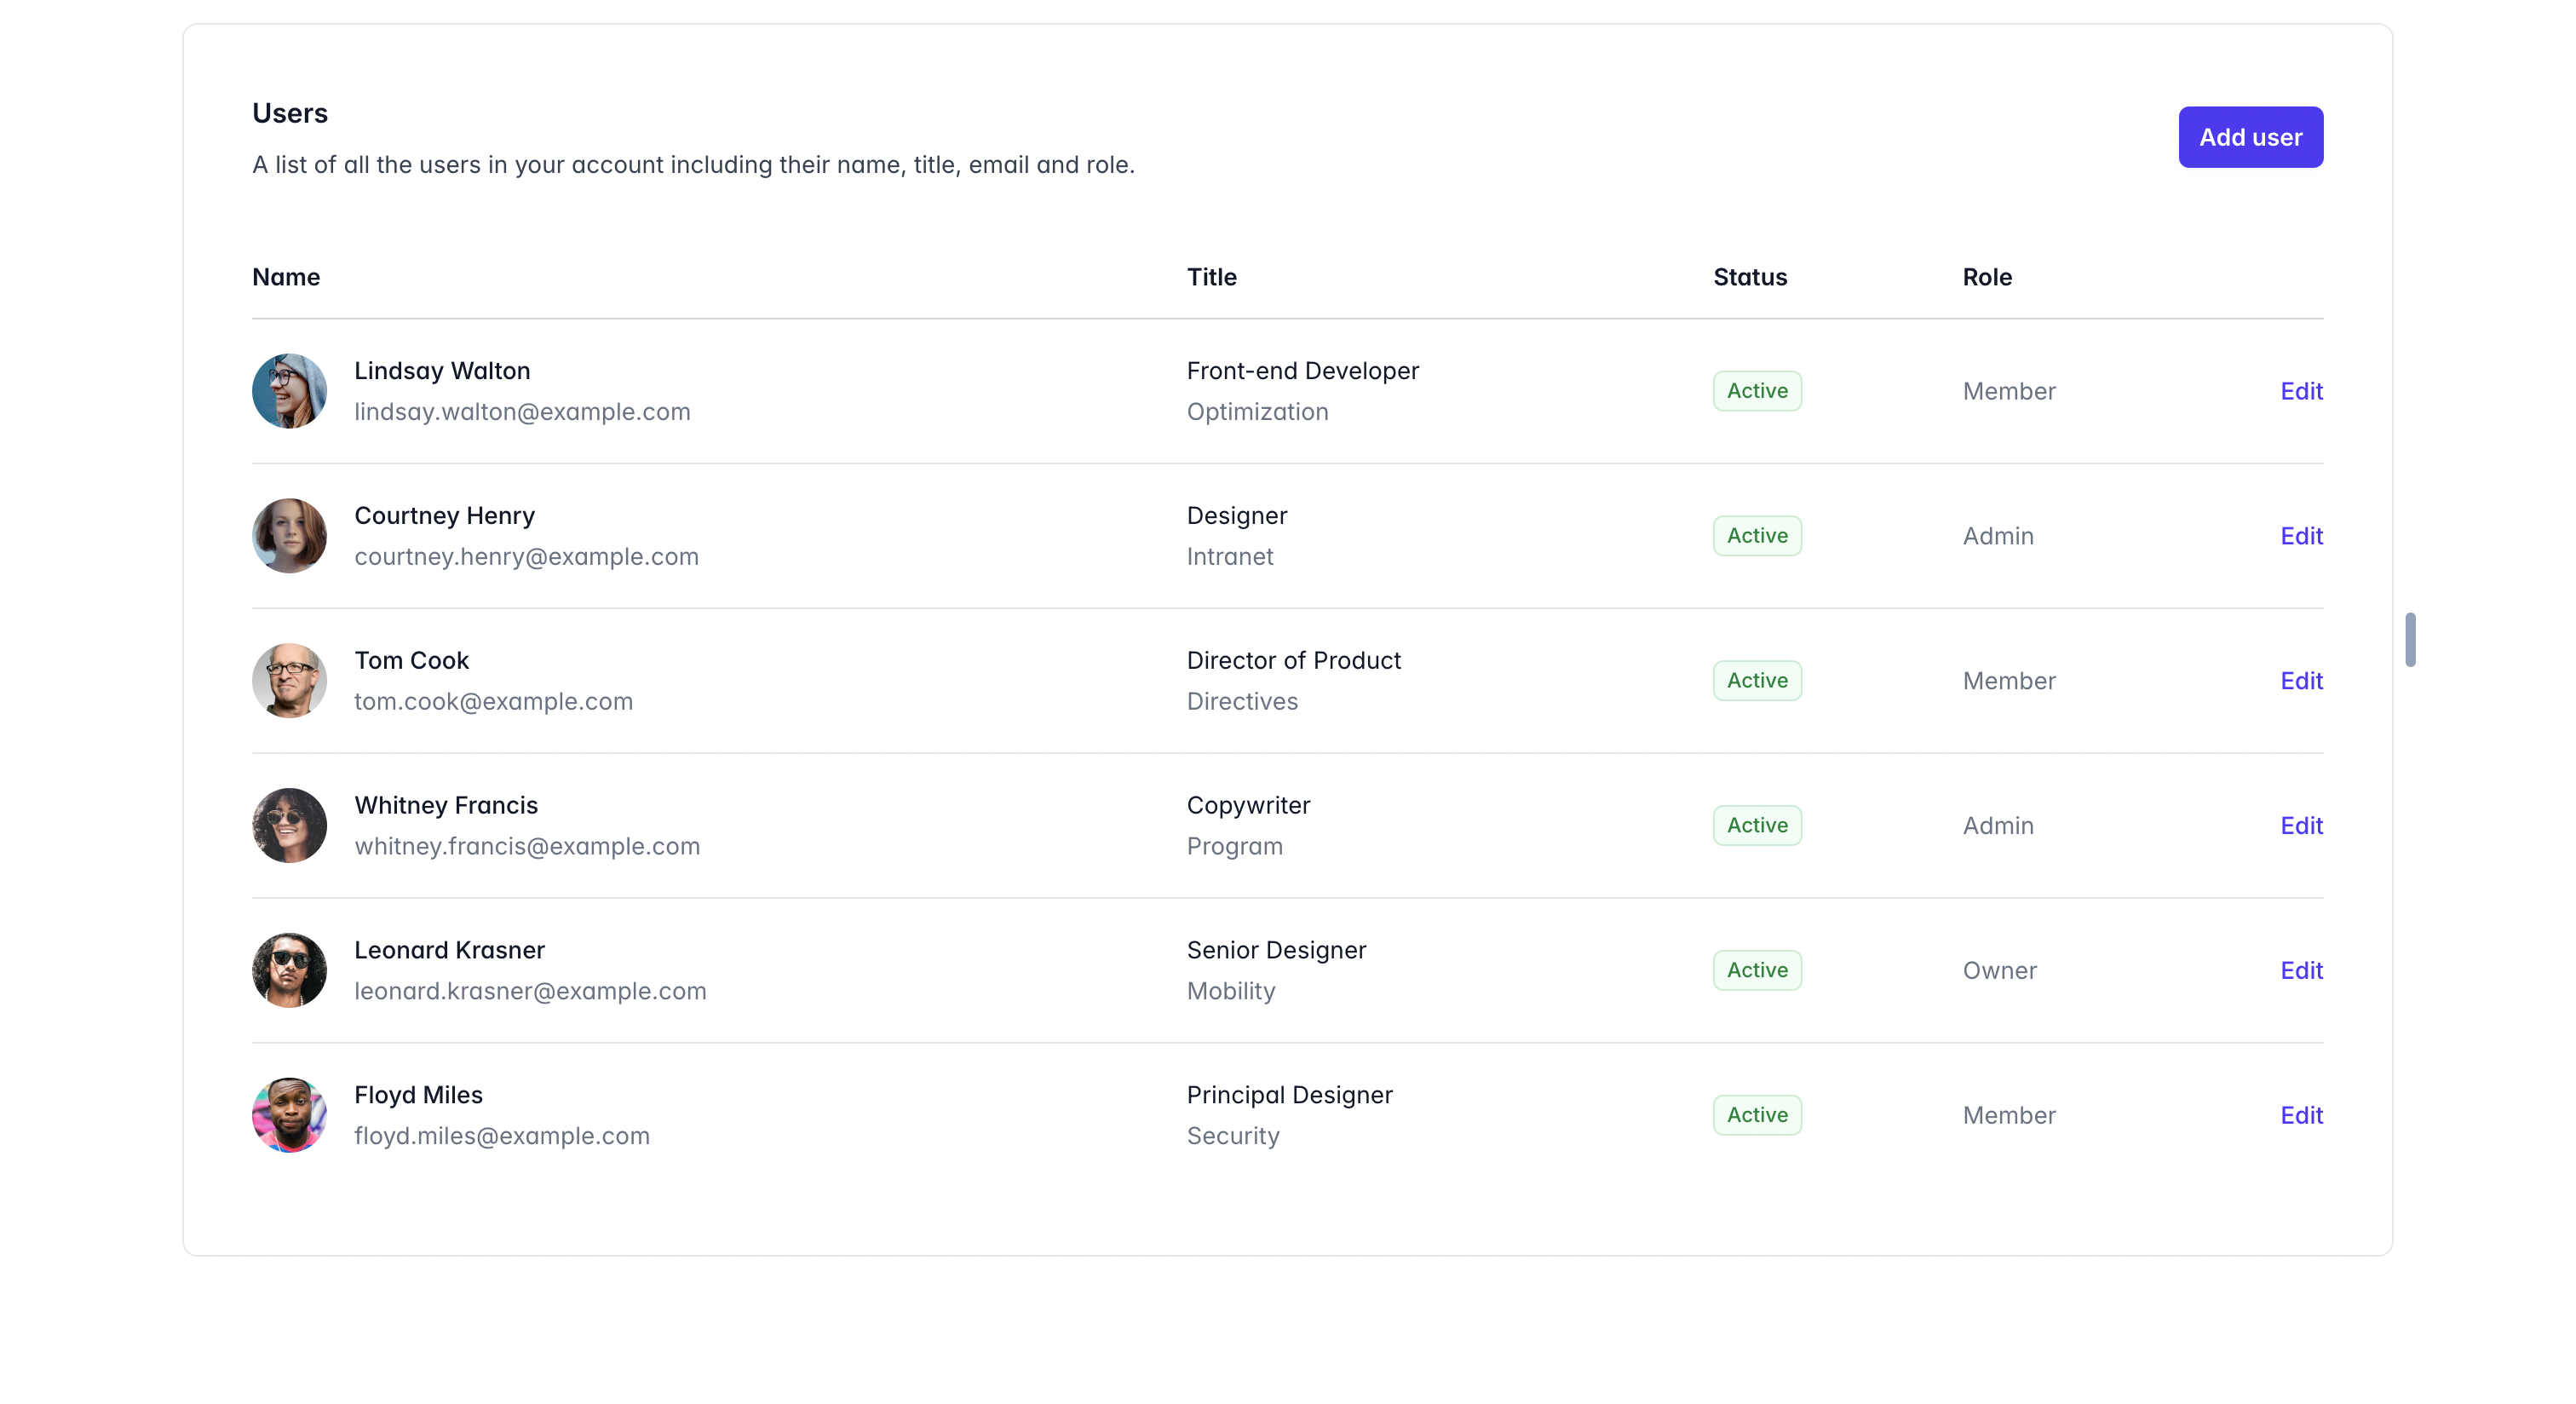 Users
A list of all the users in your account including their name, title, email and role.
Add user
Name Title Status Role
Lindsay Walton
lindsay.walton@example.com
Front-end Developer
Optimization
Active
Member
Edit
Courtney Henry
courtney.henry@example.com
Designer
Intranet
Active
Admin
Edit
Tom Cook
tom.cook@example.com
Director of Product
Directives
Active
Member
Edit
Whitney Francis
whitney.francis@example.com
Copywriter
Program
Active
Admin
Edit
Leonard Krasner
leonard.krasner@example.com
Senior Designer
Mobility
Active
Owner
Edit
Floyd Miles
floyd.miles@example.com
Principal Designer
Security
Active
Member
Edit